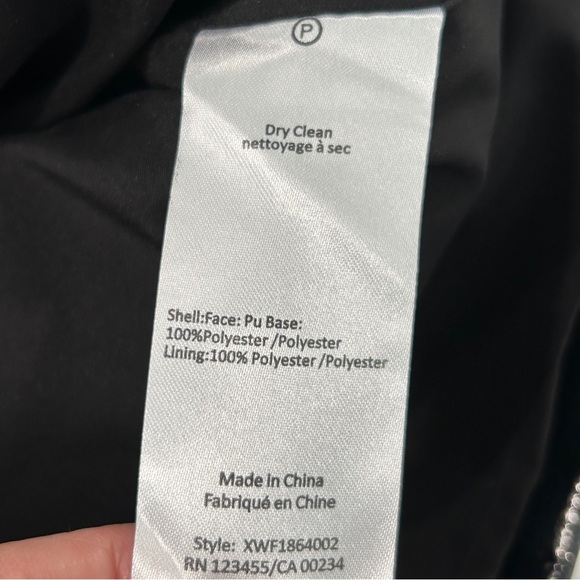 P
Dry Clean
nettoyage à sec
Shell:Face: Pu Base:
100%Polyester /Polyester
Lining:100% Polyester /Polyester
Made in China
Fabriqué en Chine
Style: XWF1864002
RN 123455/CA 00234